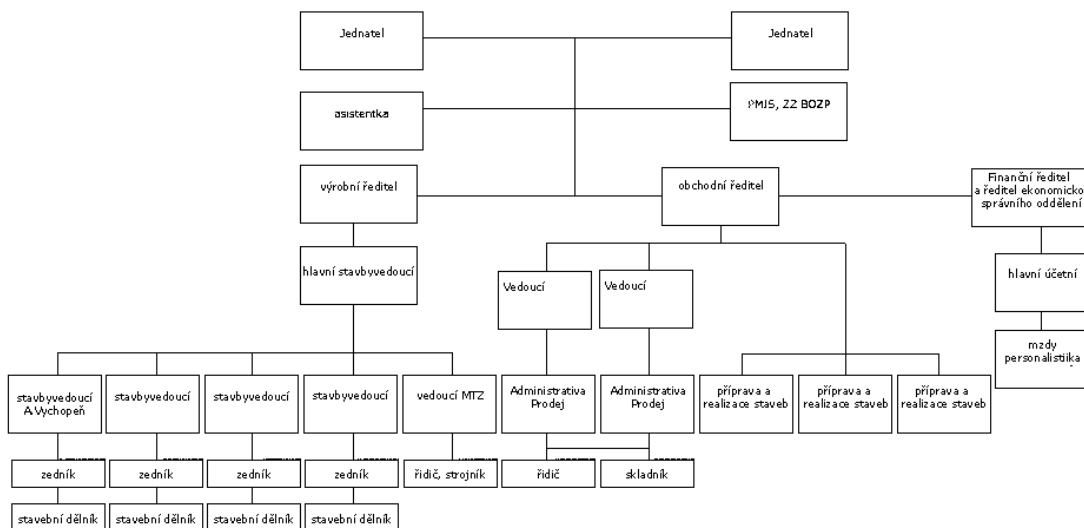 Jednatel
Jednatel
asistentka
PMJS, ZZ BOZP
výrobní ředitel
obchodní ředitel
Finanční ředitel
a ředitel ekonomicko
správního oddělení
hlavní stavbyvedoucí
Vedoucí
Vedoucí
hlavní účetní
mzdy
personalistiika
stavbyvedoucí
A.Vychopeň
stavbyvedoucí
stavbyvedoucí
stavbyvedoucí
vedoucí MTZ
Administrativa
Prodej
Administrativa
Prodej
příprava a
realizace staveb
příprava a
realizace staveb
příprava a
realizace staveb
zedník
zedník
zedník
zedník
řidič, strojník
řidič
skladník
stavební dělník
stavební dělník
stavební dělník
stavební dělník